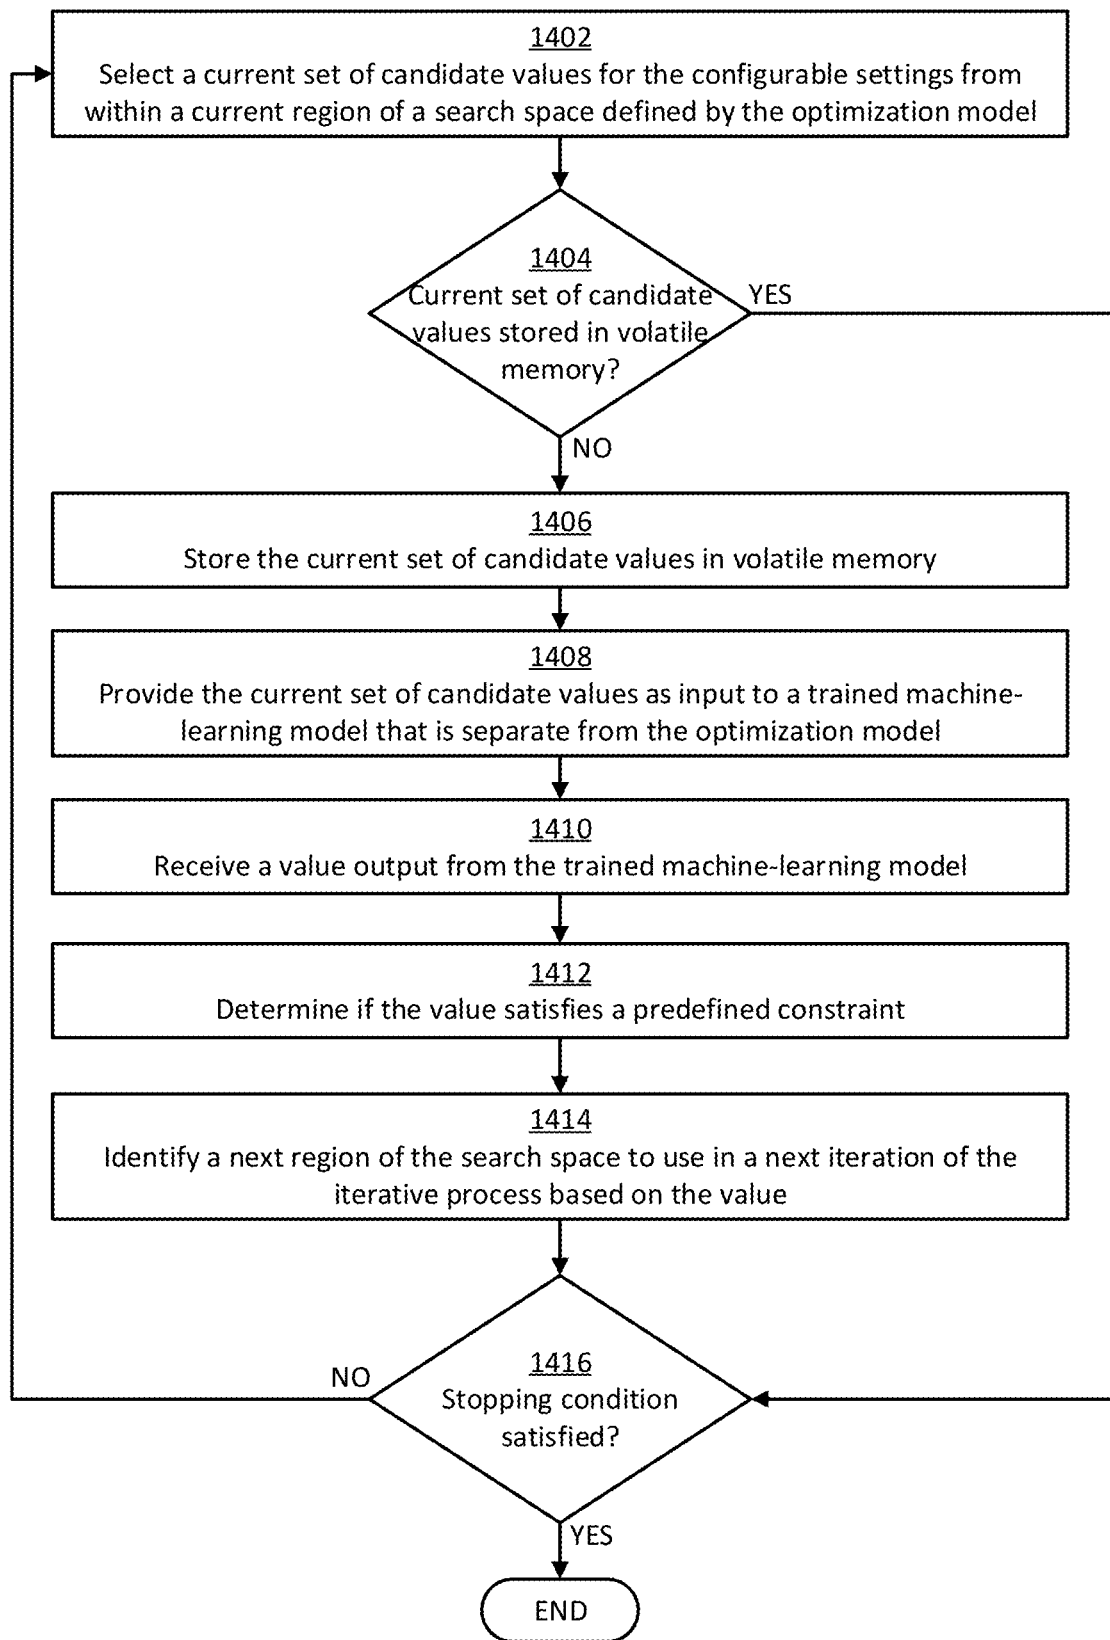 1402
Select a current set of candidate values for the configurable settings from
within a current region of a search space defined by the optimization model
1404
Current set of candidate
values stored in volatile
memory?
YES
NO
1406
Store the current set of candidate values in volatile memory
1408
Provide the current set of candidate values as input to a trained machine-
learning model that is separate from the optimization model
1410
Receive a value output from the trained machine-learning model
1412
Determine if the value satisfies a predefined constraint
1414
Identify a next region of the search space to use in a next iteration of the
iterative process based on the value
1416
Stopping condition
satisfied?
NO
YES
END